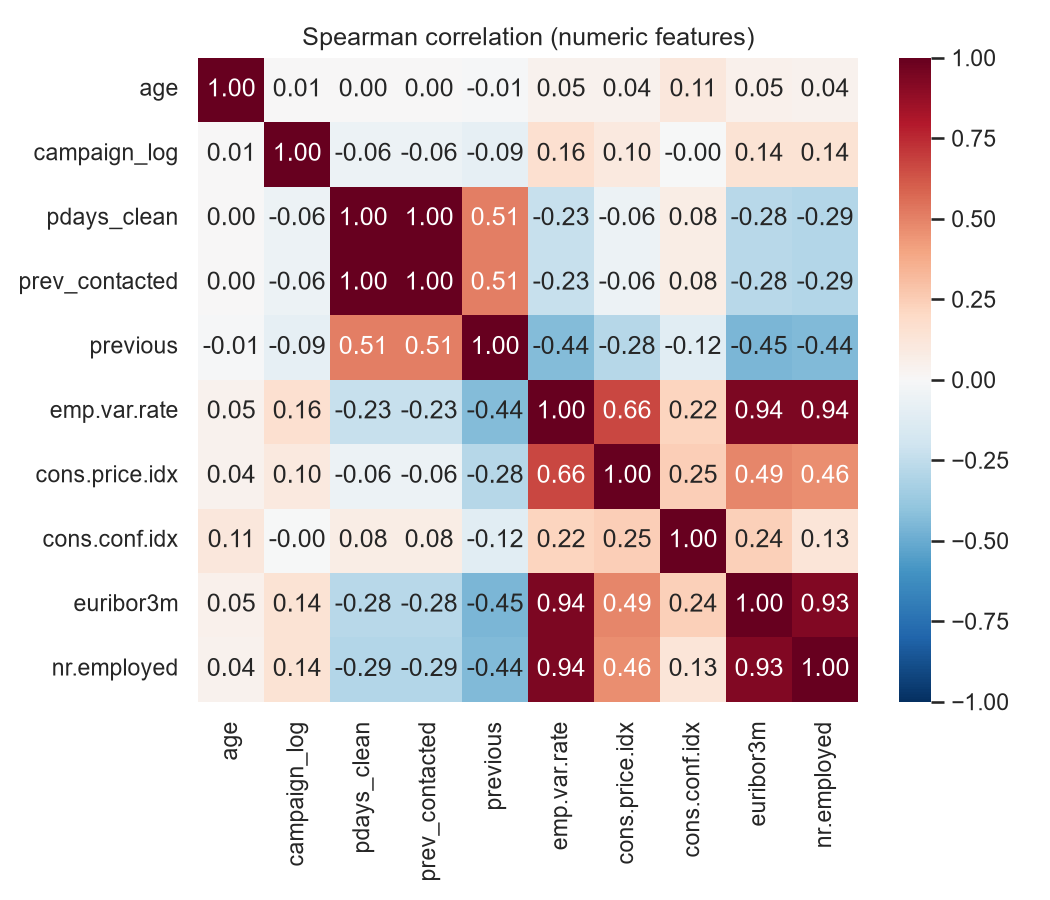 Spearman correlation (numeric features)
age 1.00 0.01 0.00 0.00 -0.01 0.05 0.04 0.11 0.05 0.04
campaign_log 0.01 1.00 -0.06 -0.06 -0.09 0.16 0.10 -0.00 0.14 0.14
pdays_clean 0.00 -0.06 1.00 1.00 0.51 -0.23 -0.06 0.08 -0.28 -0.29
prev_contacted 0.00 -0.06 1.00 1.00 0.51 -0.23 -0.06 0.08 -0.28 -0.29
previous -0.01 -0.09 0.51 0.51 1.00 -0.44 -0.28 -0.12 -0.45 -0.44
emp.var.rate 0.05 0.16 -0.23 -0.23 -0.44 1.00 0.66 0.22 0.94 0.94
cons.price.idx 0.04 0.10 -0.06 -0.06 -0.28 0.66 1.00 0.25 0.49 0.46
cons.conf.idx 0.11 -0.00 0.08 0.08 -0.12 0.22 0.25 1.00 0.24 0.13
euribor3m 0.05 0.14 -0.28 -0.28 -0.45 0.94 0.49 0.24 1.00 0.93
nr.employed 0.04 0.14 -0.29 -0.29 -0.44 0.94 0.46 0.13 0.93 1.00
age
campaign_log
pdays_clean
prev_contacted
previous
emp.var.rate
cons.price.idx
cons.conf.idx
euribor3m
nr.employed
1.00
0.75
0.50
0.25
0.00
−0.25
−0.50
−0.75
−1.00